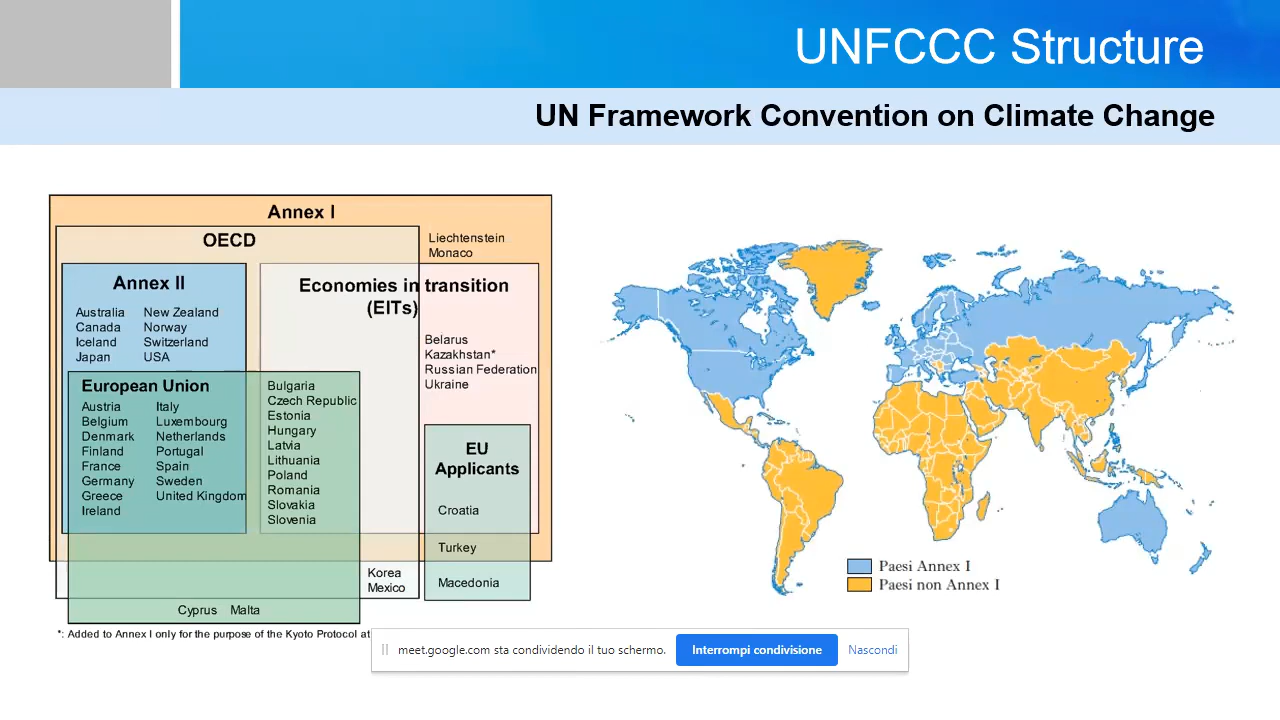 UNFCCC Structure
UN Framework Convention on Climate Change
Annex I
OECD
Liechtenstein
Monaco
Annex II
Economies in transition
(EITs)
Australia New Zealand
Canada Norway
Iceland Switzerland
Japan USA
Belarus
Kazakhstan*
Russian Federation
Ukraine
European Union
Austria Italy
Belgium Luxembourg
Denmark Netherlands
Finland Portugal
France Spain
Germany Sweden
Greece United Kingdom
Ireland
Bulgaria
Czech Republic
Estonia
Hungary
Latvia
Lithuania
Poland
Romania
Slovakia
Slovenia
EU
Applicants
Croatia
Turkey
Macedonia
Korea
Mexico
Cyprus Malta
*: Added to Annex I only for the purpose of the Kyoto Protocol at
Paesi Annex I
Paesi non Annex I
meet.google.com sta condividendo il tuo schermo.
Interrompi condivisione
Nascondi